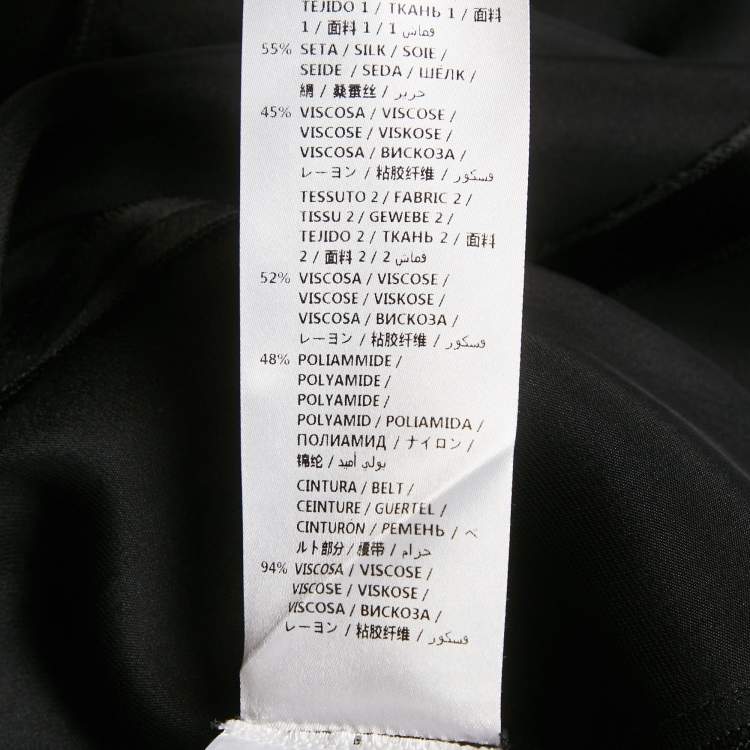 TEJIDO 1 / ТКАНЬ 1 / 面料
1 / 面料 1 / قماش 1
55% SETA / SILK / SOIE /
SEIDE / SEDA / ШЁЛК /
絹 / 桑蚕丝 / حرير
45% VISCOSA / VISCOSE /
VISCOSE / VISKOSE /
VISCOSA / ВИСКОЗА /
レーヨン / 粘胶纤维 / فسكور
TESSUTO 2 / FABRIC 2 /
TISSU 2 / GEWEBE 2 /
TEJIDO 2 / ТКАНЬ 2 / 面料
2 / 面料 2 / قماش 2
52% VISCOSA / VISCOSE /
VISCOSE / VISKOSE /
VISCOSA / ВИСКОЗА /
レーヨン / 粘胶纤维 / فسكور
48% POLIAMMIDE /
POLYAMIDE /
POLYAMIDE /
POLYAMID / POLIAMIDA /
ПОЛИАМИД / ナイロン /
锦纶 / بولي أميد
CINTURA / BELT /
CEINTURE / GUERTEL /
CINTURÓN / РЕМЕНЬ / ベ
ルト部分 / 腰带 / حزام
94% VISCOSA / VISCOSE /
VISCOSE / VISKOSE /
VISCOSA / ВИСКОЗА /
レーヨン / 粘胶纤维 / فسكور